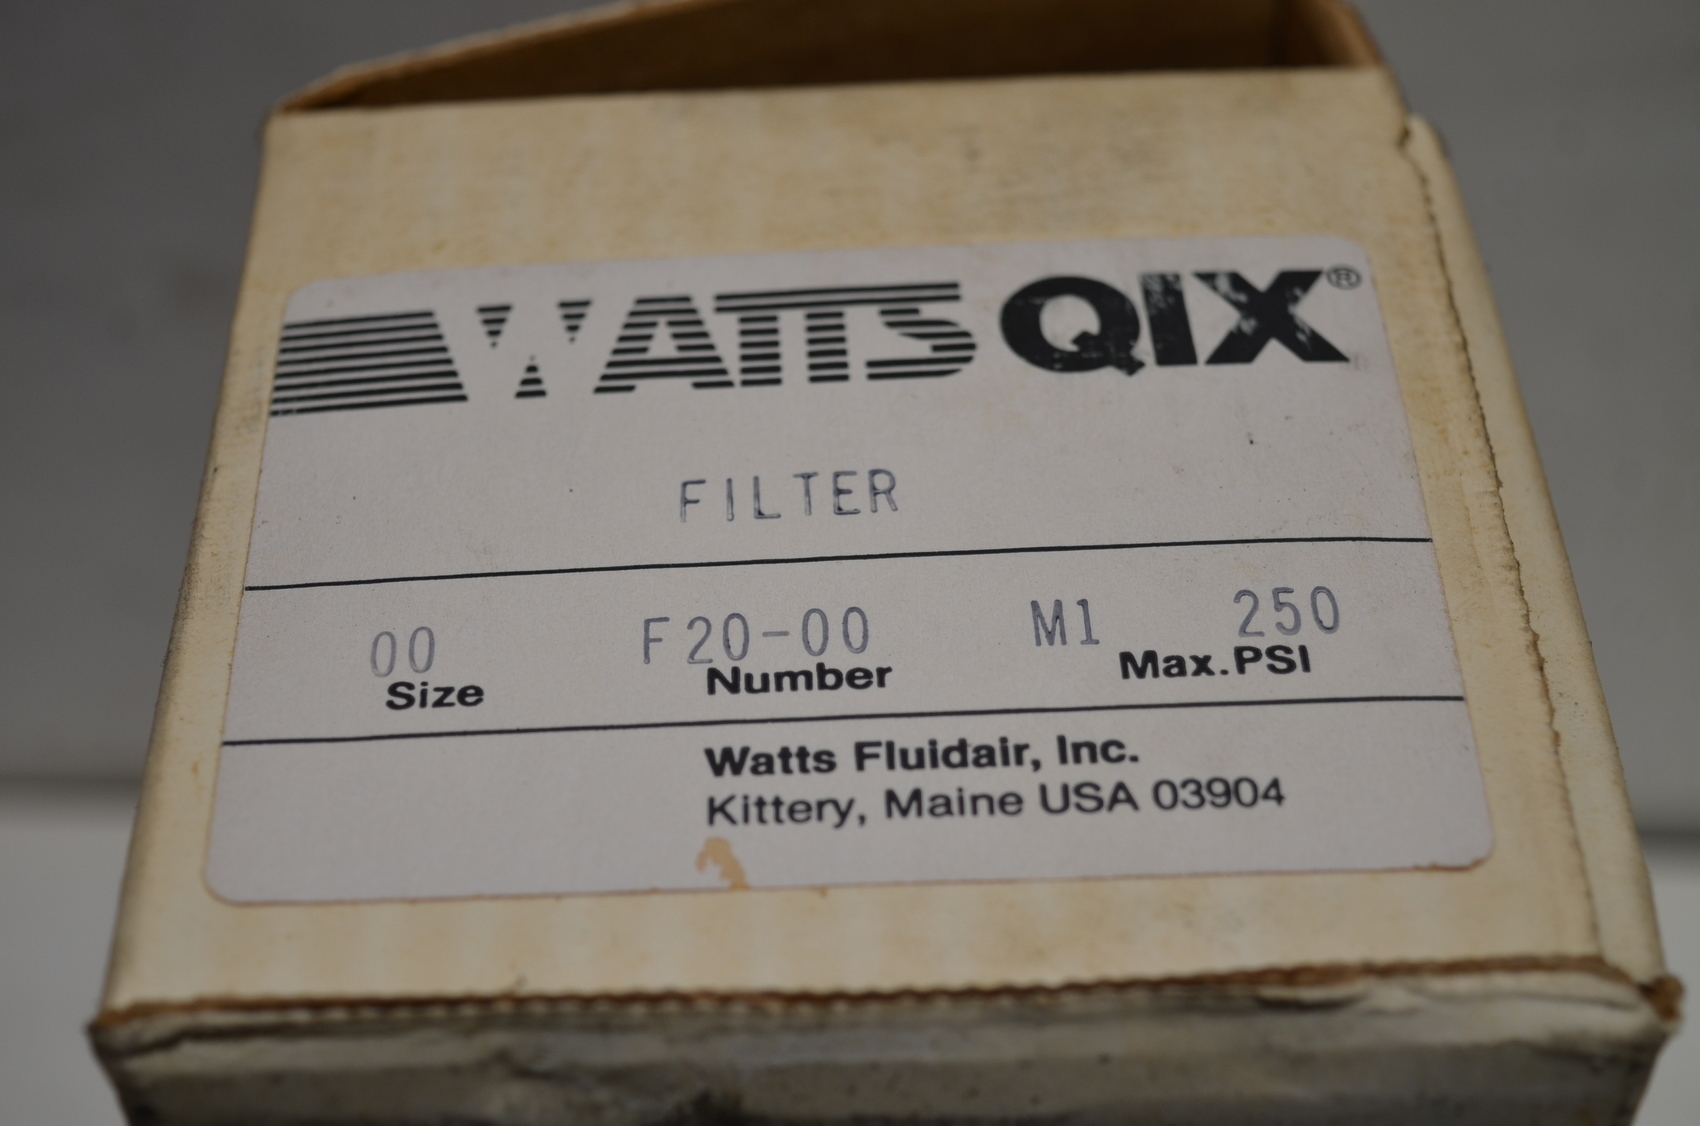 WATTS QIX®
FILTER
00 F20-00 M1 250
Size Number Max. PSI
Watts Fluidair, Inc.
Kittery, Maine USA 03904